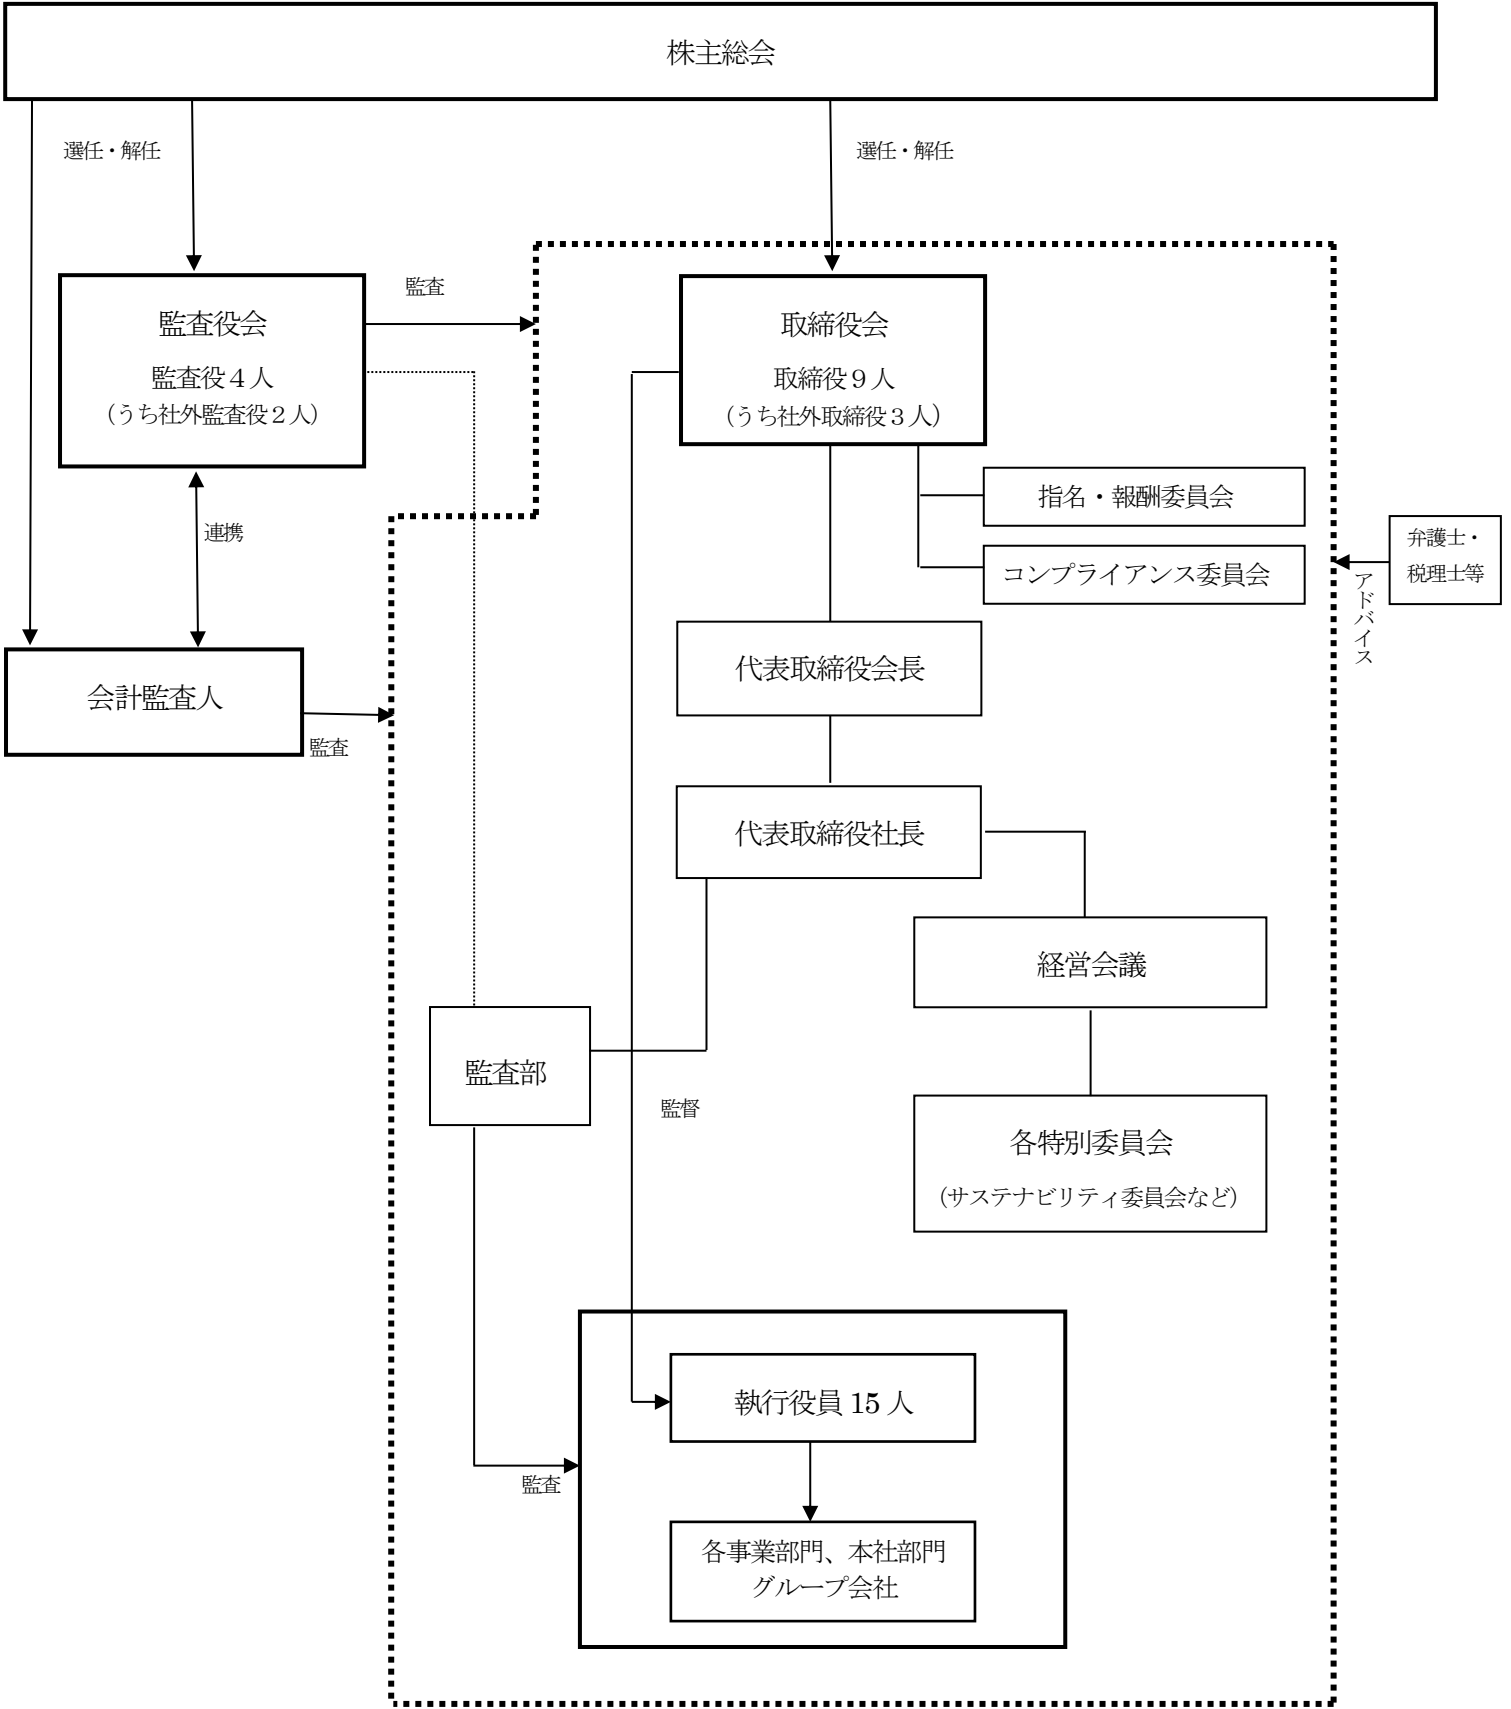 株主総会
選任・解任
選任・解任
監査
監査役会
監査役４人
（うち社外監査役２人）
取締役会
取締役９人
（うち社外取締役３人）
指名・報酬委員会
連携
弁護士・
税理士等
コンプライアンス委員会
アドバイス
代表取締役会長
会計監査人
監査
代表取締役社長
経営会議
監査部
監督
各特別委員会
（サステナビリティ委員会など）
執行役員 15 人
監査
各事業部門、本社部門
グループ会社